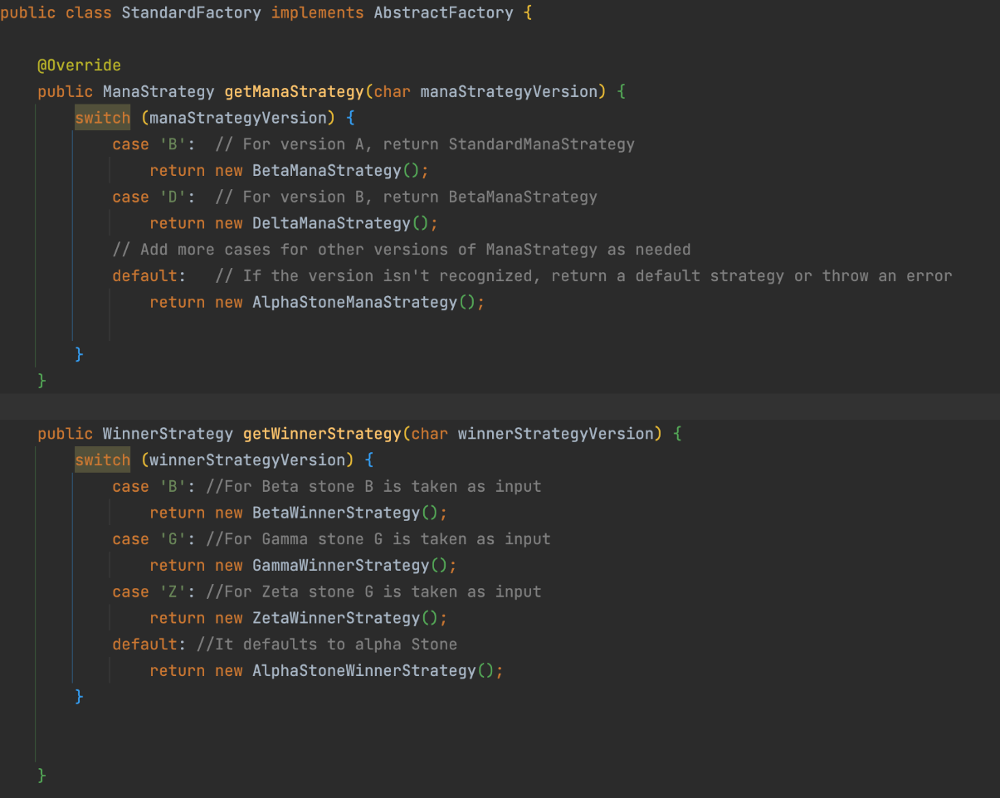 public class StandardFactory implements AbstractFactory {
@Override
public ManaStrategy getManaStrategy(char manaStrategyVersion) {
switch (manaStrategyVersion) {
case 'B':  // For version A, return StandardManaStrategy
return new BetaManaStrategy();
case 'D':  // For version B, return BetaManaStrategy
return new DeltaManaStrategy();
// Add more cases for other versions of ManaStrategy as needed
default:   // If the version isn't recognized, return a default strategy or throw an error
return new AlphaStoneManaStrategy();
}
}
public WinnerStrategy getWinnerStrategy(char winnerStrategyVersion) {
switch (winnerStrategyVersion) {
case 'B': //For Beta stone B is taken as input
return new BetaWinnerStrategy();
case 'G': //For Gamma stone G is taken as input
return new GammaWinnerStrategy();
case 'Z': //For Zeta stone G is taken as input
return new ZetaWinnerStrategy();
default: //It defaults to alpha Stone
return new AlphaStoneWinnerStrategy();
}
}